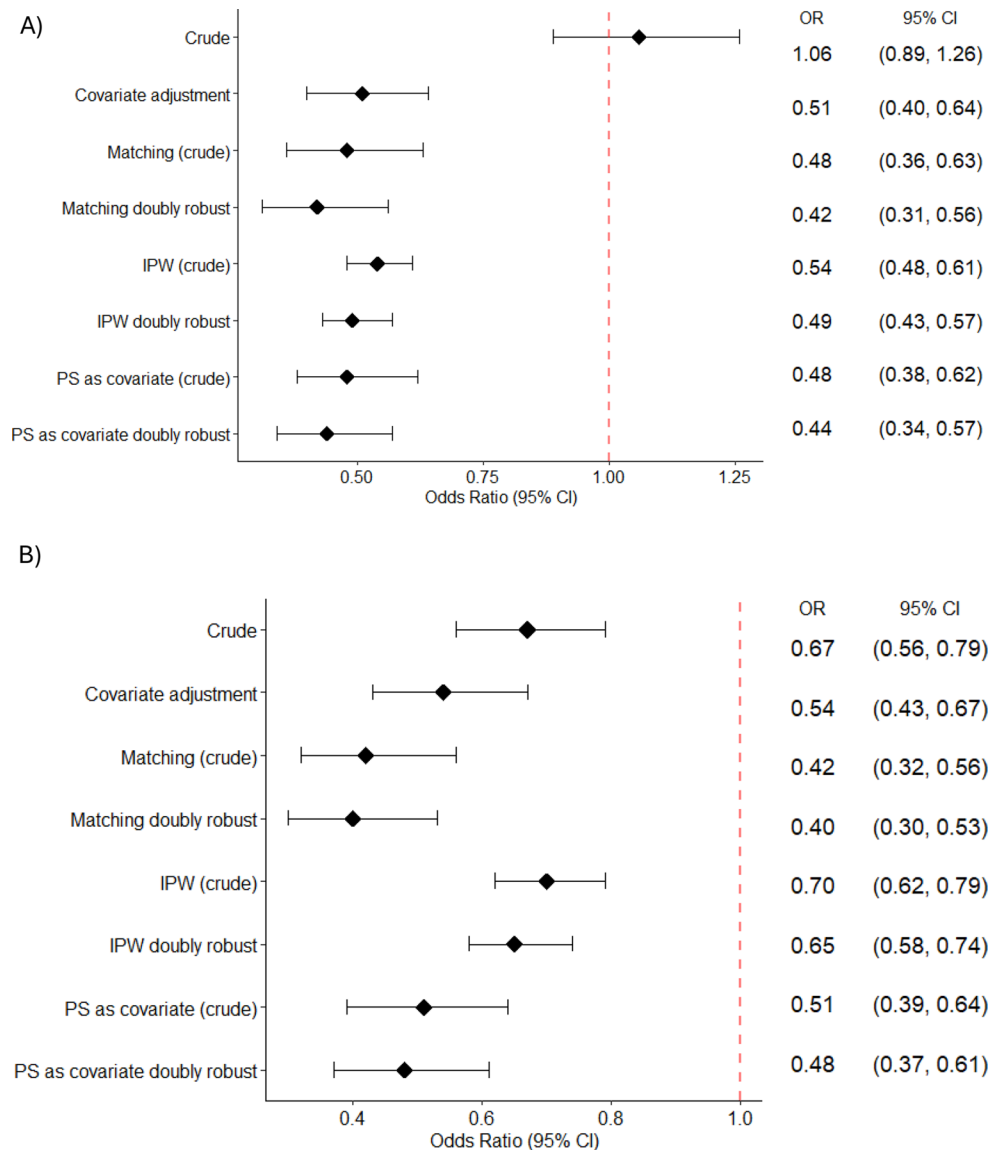 A)
OR 95% CI
Crude 1.06 (0.89, 1.26)
Covariate adjustment 0.51 (0.40, 0.64)
Matching (crude) 0.48 (0.36, 0.63)
Matching doubly robust 0.42 (0.31, 0.56)
IPW (crude) 0.54 (0.48, 0.61)
IPW doubly robust 0.49 (0.43, 0.57)
PS as covariate (crude) 0.48 (0.38, 0.62)
PS as covariate doubly robust 0.44 (0.34, 0.57)
0.50 0.75 1.00 1.25
Odds Ratio (95% CI)
B)
OR 95% CI
Crude 0.67 (0.56, 0.79)
Covariate adjustment 0.54 (0.43, 0.67)
Matching (crude) 0.42 (0.32, 0.56)
Matching doubly robust 0.40 (0.30, 0.53)
IPW (crude) 0.70 (0.62, 0.79)
IPW doubly robust 0.65 (0.58, 0.74)
PS as covariate (crude) 0.51 (0.39, 0.64)
PS as covariate doubly robust 0.48 (0.37, 0.61)
0.4 0.6 0.8 1.0
Odds Ratio (95% CI)